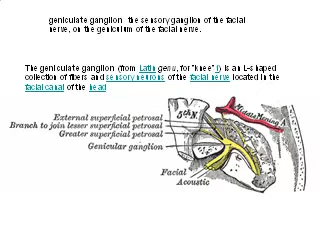 geniculate ganglion the sensory ganglion of the facial
nerve, on the geniculum of the facial nerve.
The geniculate ganglion (from Latin genu, for "knee" ) is an L-shaped
collection of fibers and sensory neurons of the facial nerve located in the
facial canal of the head
External superficial petrosal
Branch to join lesser superficial petrosal
Greater superficial petrosal
Genicular ganglion
5th N.
Middle Mening. A.
Facial
Acoustic